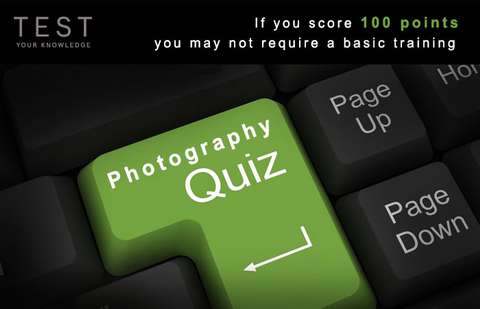 TEST
YOUR KNOWLEDGE
If you score 100 points
you may not require a basic training
Photography
Quiz
Page
Up
Page
Down